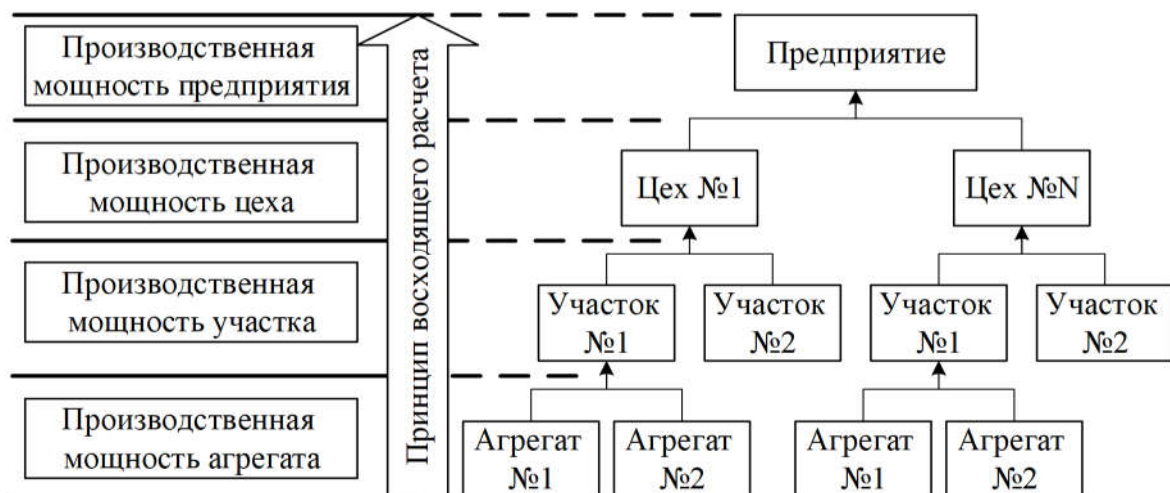 Производственная
мощность предприятия
Предприятие
Принцип восходящего расчета
Производственная
мощность цеха
Цех №1
Цех №N
Производственная
мощность участка
Участок
№1
Участок
№2
Участок
№1
Участок
№2
Производственная
мощность агрегата
Агрегат
№1
Агрегат
№2
Агрегат
№1
Агрегат
№2